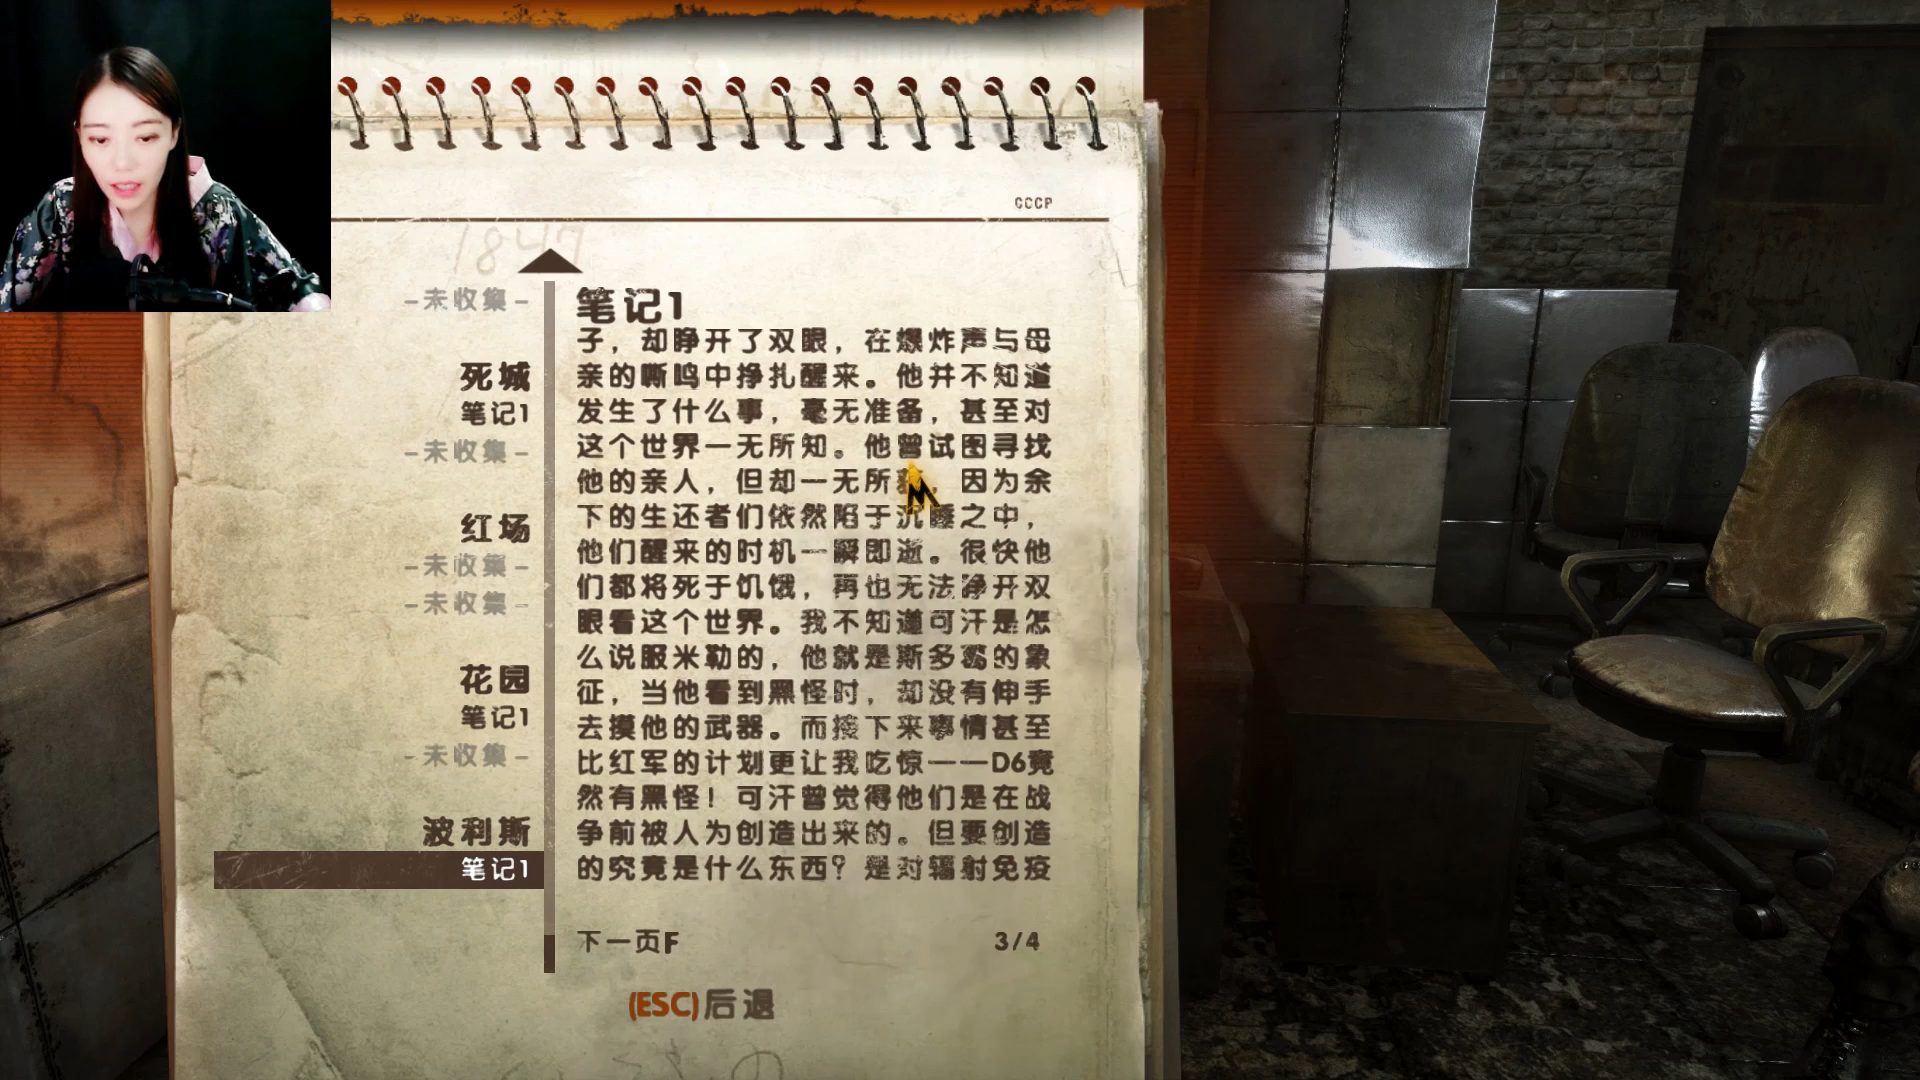 CCCP
1847
-未收集-
死城
笔记1
-未收集-
红场
-未收集-
-未收集-
花园
笔记1
-未收集-
波利斯
笔记1
笔记1
子，却睁开了双眼，在爆炸声与母
亲的嘶鸣中挣扎醒来。他并不知道
发生了什么事，毫无准备，甚至对
这个世界一无所知。他曾试图寻找
他的亲人，但却一无所获，因为余
下的生还者们依然陷于沉睡之中，
他们醒来的时机一瞬即逝。很快他
们都将死于饥饿，再也无法睁开双
眼看这个世界。我不知道可汗是怎
么说服米勒的，他就是斯多葛的象
征，当他看到黑怪时，却没有伸手
去摸他的武器。而接下来事情甚至
比红军的计划更让我吃惊——D6竟
然有黑怪！可汗曾觉得他们是在战
争前被人为创造出来的。但要创造
的究竟是什么东西？是对辐射免疫
下一页F
3/4
(ESC)后退